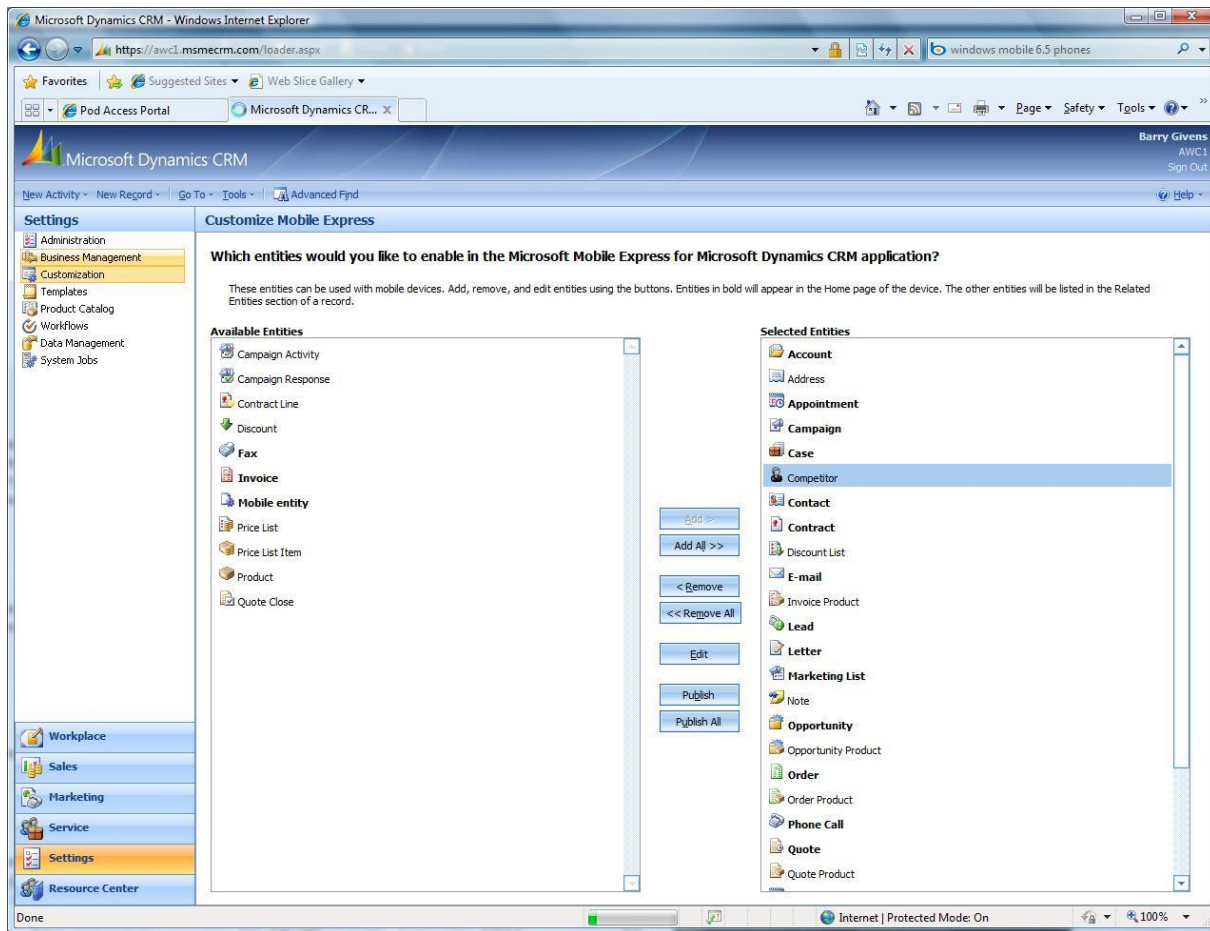 Microsoft Dynamics CRM - Windows Internet Explorer
https://awc1.msmecrm.com/loader.aspx
windows mobile 6.5 phones
Favorites
Suggested Sites
Web Slice Gallery
Pod Access Portal
Microsoft Dynamics CR...
Page
Safety
Tools
Microsoft Dynamics CRM
Barry Givens
AWC1
Sign Out
New Activity
New Record
Go To
Tools
Advanced Find
Help
Settings
Customize Mobile Express
Administration
Business Management
Customization
Templates
Product Catalog
Workflows
Data Management
System Jobs
Which entities would you like to enable in the Microsoft Mobile Express for Microsoft Dynamics CRM application?
These entities can be used with mobile devices. Add, remove, and edit entities using the buttons. Entities in bold will appear in the Home page of the device. The other entities will be listed in the Related
Entities section of a record.
Available Entities
Campaign Activity
Campaign Response
Contract Line
Discount
Fax
Invoice
Mobile entity
Price List
Price List Item
Product
Quote Close
Add >
Add All >>
< Remove
<< Remove All
Edit
Publish
Publish All
Selected Entities
Account
Address
Appointment
Campaign
Case
Competitor
Contact
Contract
Discount List
E-mail
Invoice Product
Lead
Letter
Marketing List
Note
Opportunity
Opportunity Product
Order
Order Product
Phone Call
Quote
Quote Product
Workplace
Sales
Marketing
Service
Settings
Resource Center
Done
Internet | Protected Mode: On
100%